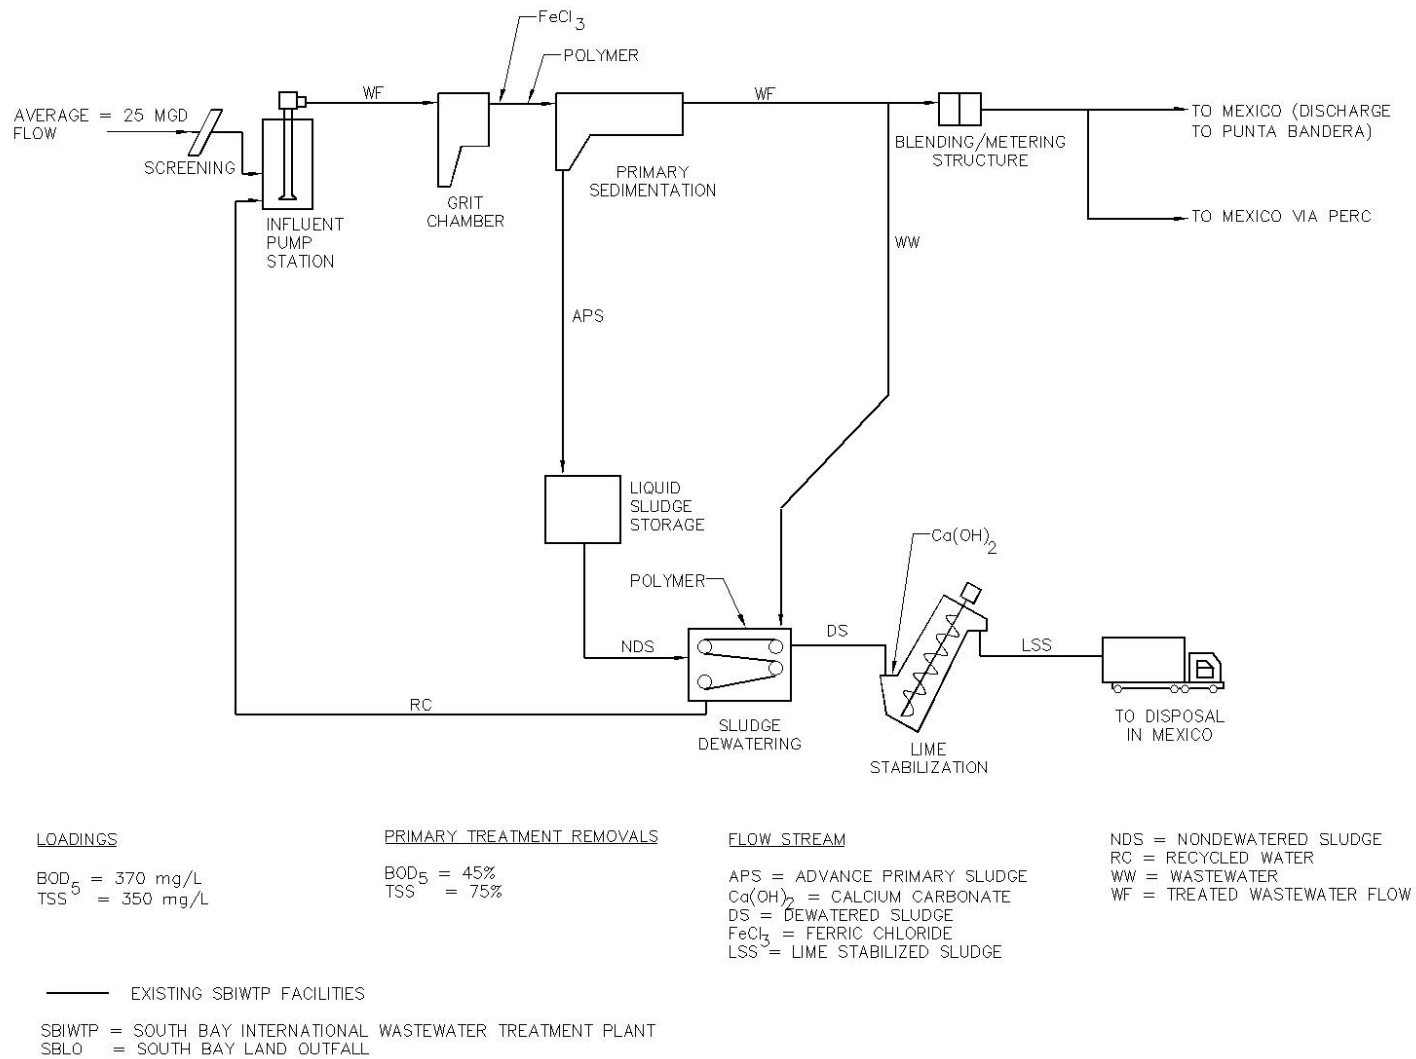 FeCl3
POLYMER
WF
WF
AVERAGE = 25 MGD
FLOW
SCREENING
TO MEXICO (DISCHARGE
TO PUNTA BANDERA)
BLENDING/METERING
STRUCTURE
PRIMARY
SEDIMENTATION
GRIT
CHAMBER
INFLUENT
PUMP
STATION
TO MEXICO VIA PERC
WW
APS
LIQUID
SLUDGE
STORAGE
Ca(OH)2
POLYMER
NDS
DS
LSS
RC
SLUDGE
DEWATERING
LIME
STABILIZATION
TO DISPOSAL
IN MEXICO
LOADINGS
BOD5 = 370 mg/L
TSS = 350 mg/L
PRIMARY TREATMENT REMOVALS
BOD5 = 45%
TSS = 75%
FLOW STREAM
APS = ADVANCE PRIMARY SLUDGE
Ca(OH)2 = CALCIUM CARBONATE
DS = DEWATERED SLUDGE
FeCl3 = FERRIC CHLORIDE
LSS = LIME STABILIZED SLUDGE
NDS = NONDEWATERED SLUDGE
RC = RECYCLED WATER
WW = WASTEWATER
WF = TREATED WASTEWATER FLOW
EXISTING SBIWTP FACILITIES
SBIWTP = SOUTH BAY INTERNATIONAL WASTEWATER TREATMENT PLANT
SBLO = SOUTH BAY LAND OUTFALL